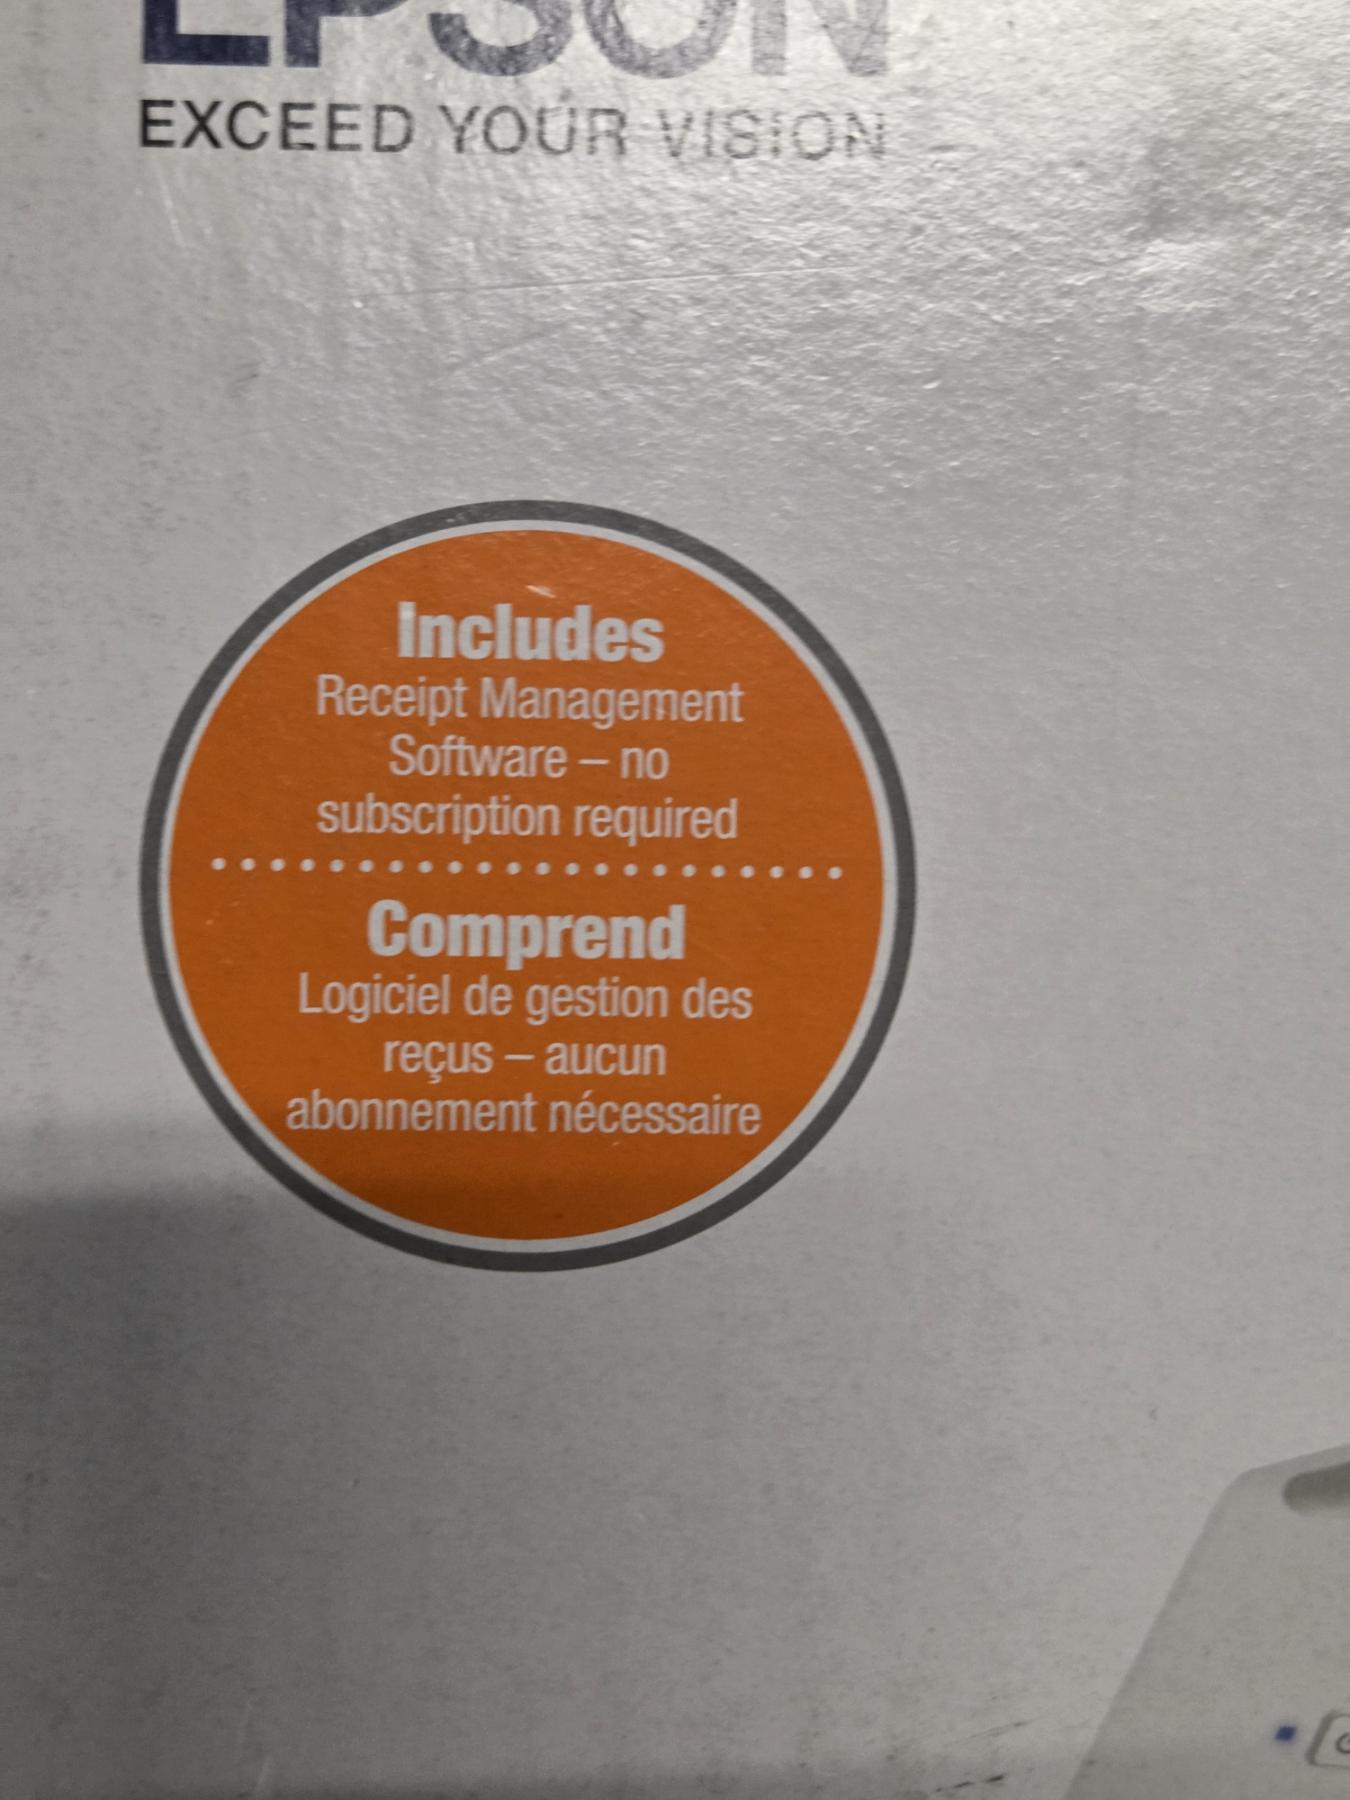 EPSON
EXCEED YOUR VISION
Includes
Receipt Management
Software – no
subscription required
Comprend
Logiciel de gestion des
reçus – aucun
abonnement nécessaire